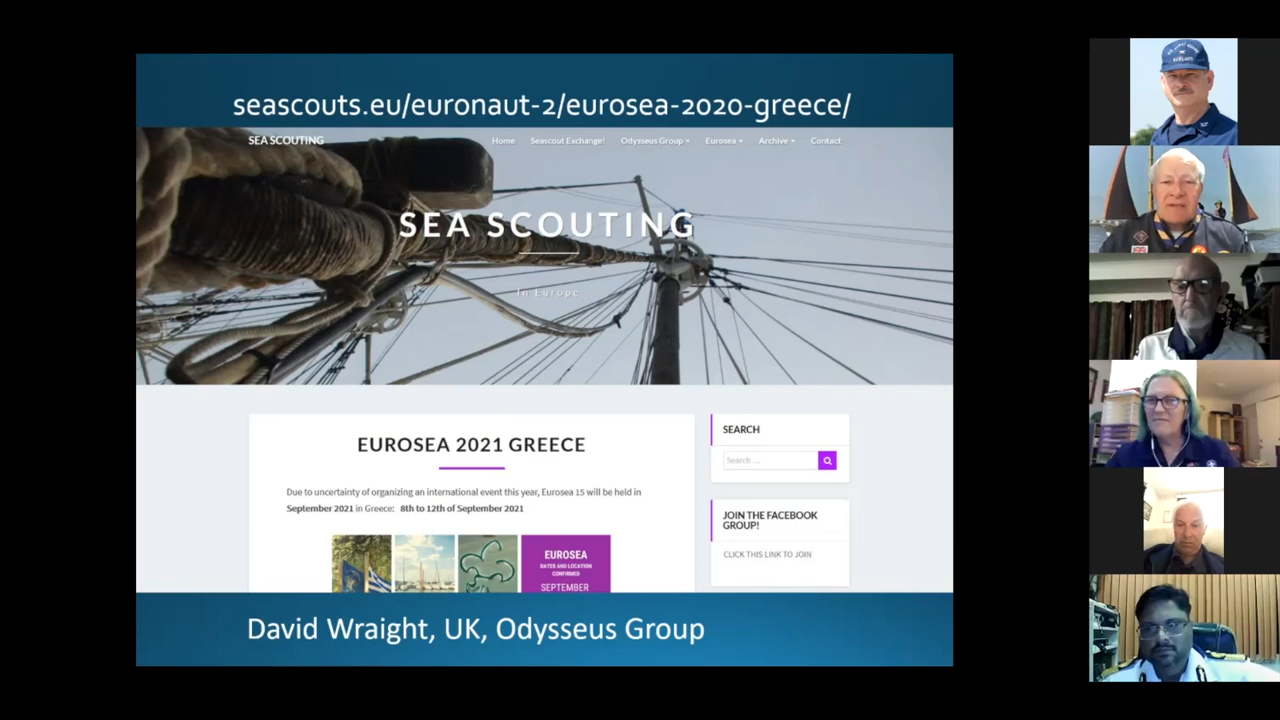 seascouts.eu/euronaut-2/eurosea-2020-greece/
SEA SCOUTING
Home Seascout Exchange! Odysseus Group Eurosea Archive Contact
SEA SCOUTING
In Europe
EUROSEA 2021 GREECE
Due to uncertainty of organizing an international event this year, Eurosea 15 will be held in
September 2021 in Greece: 8th to 12th of September 2021
EUROSEA
DATES AND LOCATION
CONFIRMED
SEPTEMBER
SEARCH
Search ...
JOIN THE FACEBOOK
GROUP!
CLICK THIS LINK TO JOIN
David Wraight, UK, Odysseus Group